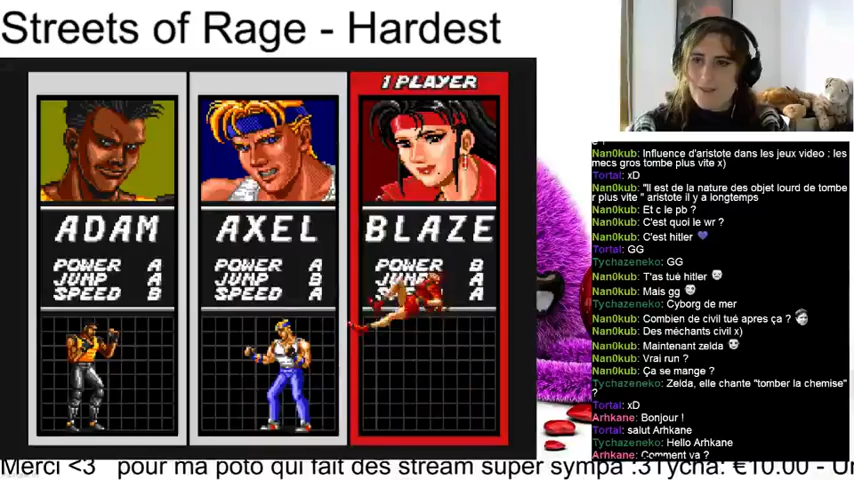 Streets of Rage - Hardest
1 PLAYER
ADAM
POWER A
JUMP A
SPEED B
AXEL
POWER A
JUMP B
SPEED A
BLAZE
POWER B
JUMP A
SPEED A
Nan0kub: Influence d'aristote dans les jeux video : les
mecs gros tombe plus vite x)
Tortal: xD
Nan0kub: "Il est de la nature des objet lourd de tombe
r plus vite " aristote il y a longtemps
Nan0kub: Et c le pb ?
Nan0kub: C'est quoi le wr ?
Nan0kub: C'est hitler
Tortal: GG
Tychazeneko: GG
Nan0kub: T'as tué hitler
Nan0kub: Mais gg
Tychazeneko: Cyborg de mer
Nan0kub: Combien de civil tué apres ça ?
Nan0kub: Des méchants civil x)
Nan0kub: Maintenant zelda
Nan0kub: Vrai run ?
Nan0kub: Ça se mange ?
Tychazeneko: Zelda, elle chante "tomber la chemise"
?
Tortal: xD
Arhkane: Bonjour !
Tortal: salut Arhkane
Tychazeneko: Hello Arhkane
Arhkane: Comment va ?
Merci <3 pour ma poto qui fait des stream super sympa :3Tycha: €10.00 - Un